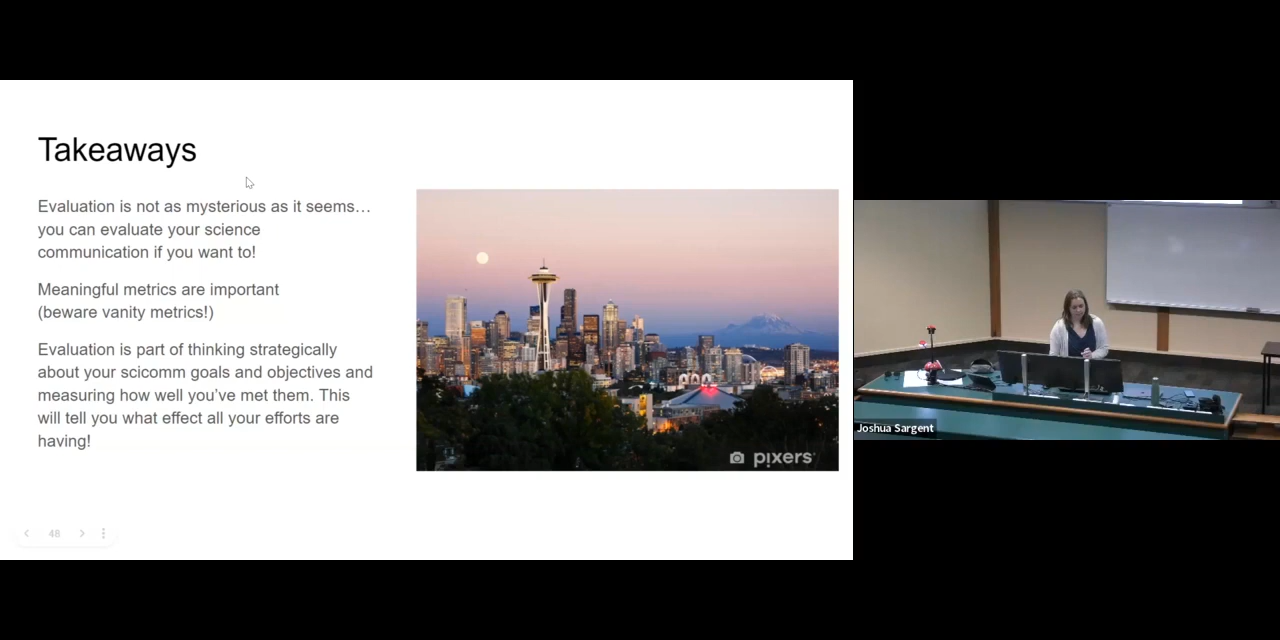 Takeaways
Evaluation is not as mysterious as it seems…
you can evaluate your science
communication if you want to!
Meaningful metrics are important
(beware vanity metrics!)
Evaluation is part of thinking strategically
about your scicomm goals and objectives and
measuring how well you've met them. This
will tell you what effect all your efforts are
having!
pixers
48
Joshua Sargent